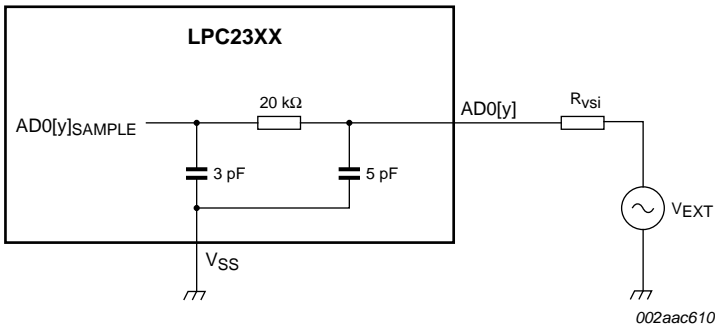 LPC23XX
20 kΩ
AD0[y]
Rvsi
AD0[y]SAMPLE
3 pF
5 pF
VEXT
VSS
002aac610